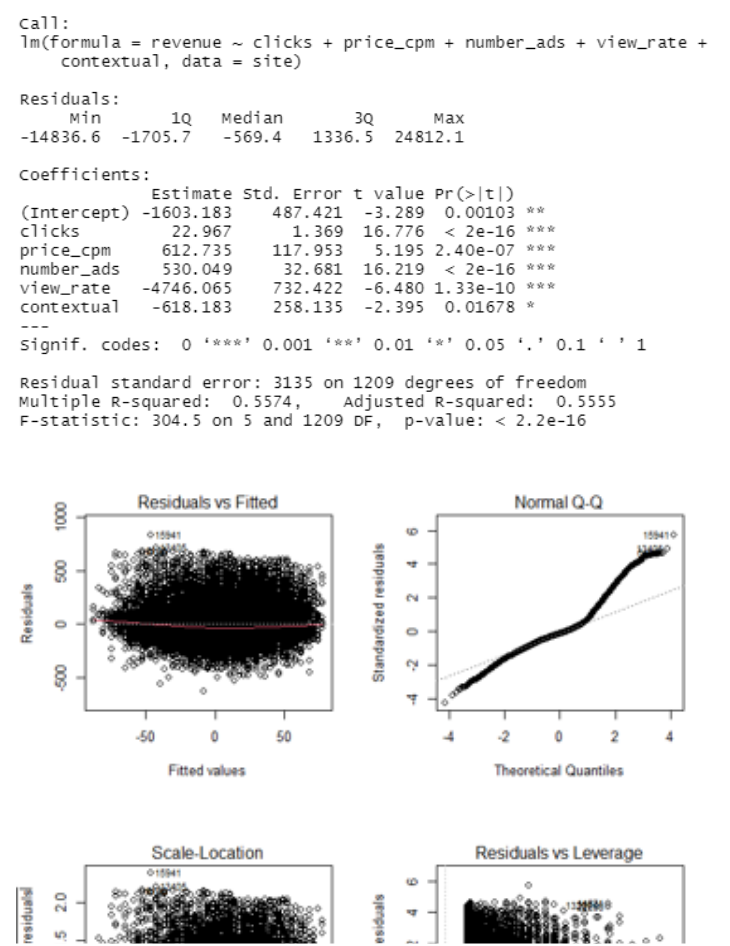 Call:
lm(formula = revenue ~ clicks + price_cpm + number_ads + view_rate +
    contextual, data = site)
Residuals:
     Min       1Q   Median       3Q      Max
-14836.6  -1705.7   -569.4   1336.5  24812.1
Coefficients:
             Estimate Std. Error t value Pr(>|t|)
(Intercept) -1603.183    487.421  -3.289  0.00103 **
clicks         22.967      1.369  16.776  < 2e-16 ***
price_cpm     612.735    117.953   5.195 2.40e-07 ***
number_ads    530.049     32.681  16.219  < 2e-16 ***
view_rate   -4746.065    732.422  -6.480 1.33e-10 ***
contextual   -618.183    258.135  -2.395  0.01678 *
---
Signif. codes:  0 ‘***’ 0.001 ‘**’ 0.01 ‘*’ 0.05 ‘.’ 0.1 ‘ ’ 1
Residual standard error: 3135 on 1209 degrees of freedom
Multiple R-squared:  0.5574,    Adjusted R-squared:  0.5555
F-statistic: 304.5 on 5 and 1209 DF,  p-value: < 2.2e-16
Residuals vs Fitted
1000
500
0
-500
Residuals
15941
-50 0 50
Fitted values
Normal Q-Q
6
4
2
0
-2
-4
Standardized residuals
15941
-4 -2 0 2 4
Theoretical Quantiles
Scale-Location
2.0
15941
Residuals vs Leverage
6
4